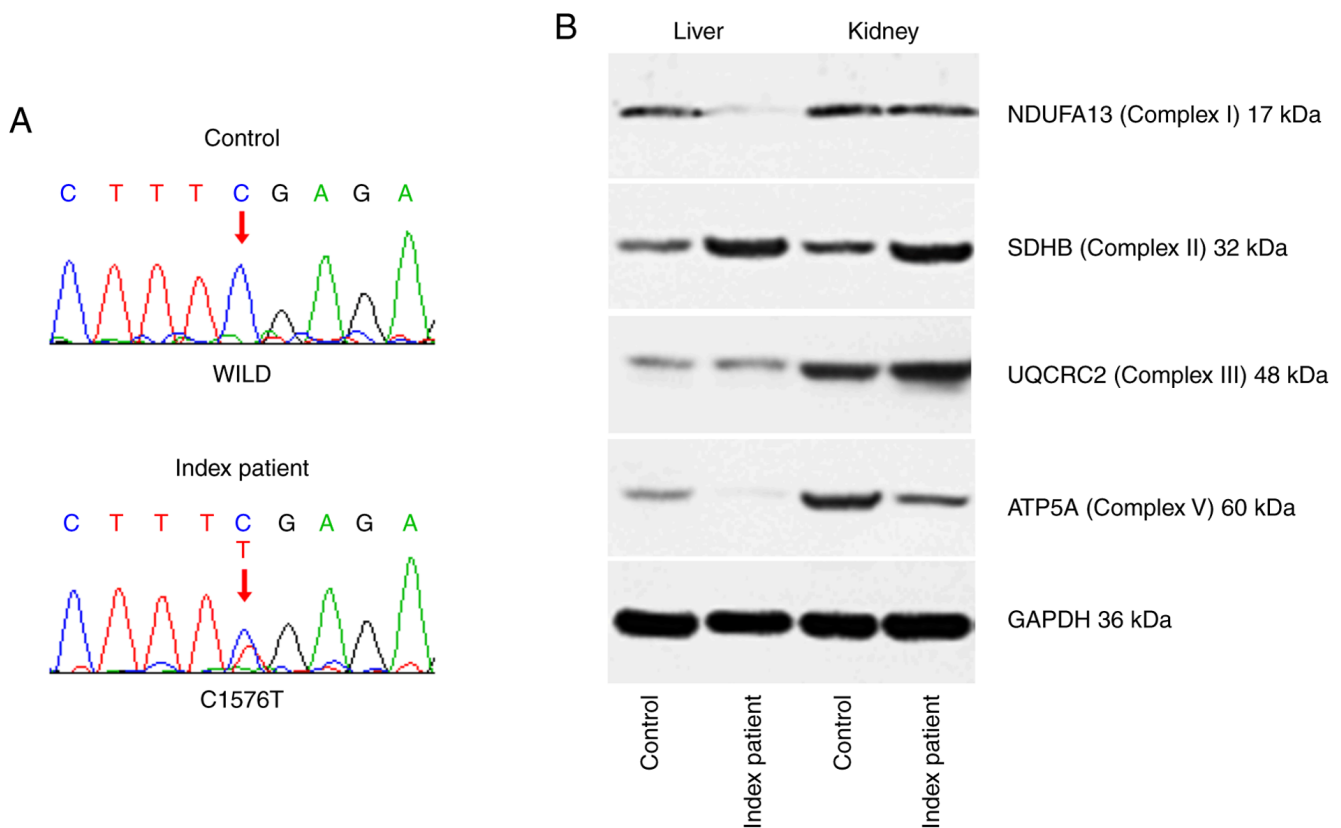 A
Control
C T T T C G A G A
WILD
Index patient
C T T T C G A G A
T
C1576T
B
Liver Kidney
NDUFA13 (Complex I) 17 kDa
SDHB (Complex II) 32 kDa
UQCRC2 (Complex III) 48 kDa
ATP5A (Complex V) 60 kDa
GAPDH 36 kDa
Control
Index patient
Control
Index patient